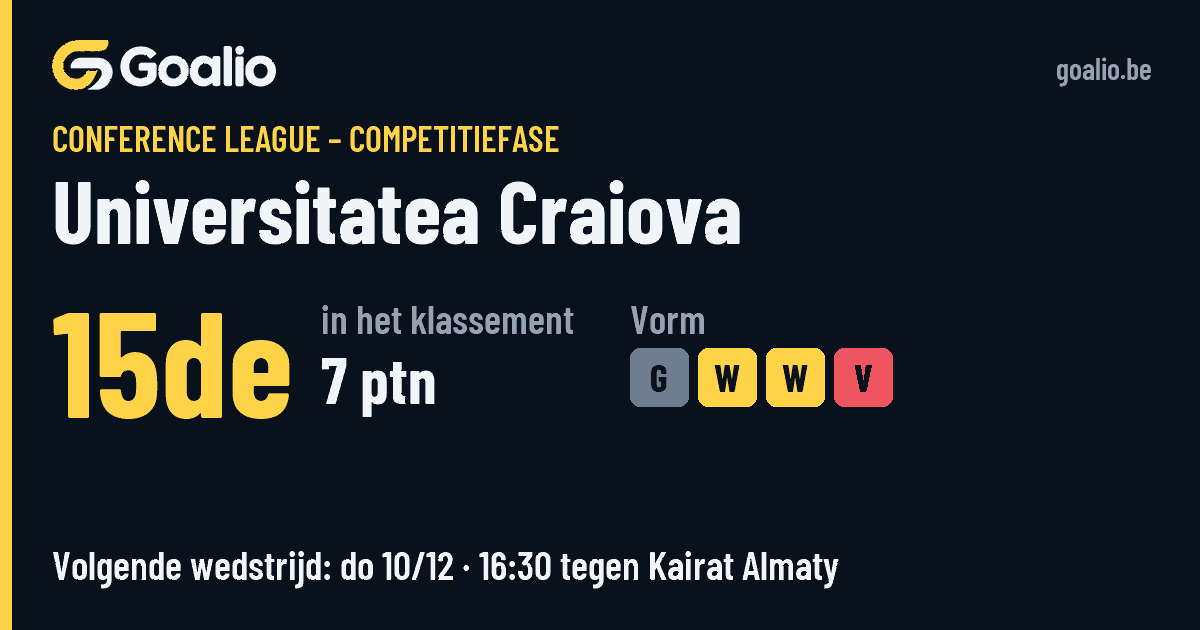 Goalio
goalio.be
CONFERENCE LEAGUE – COMPETITIEFASE
Universitatea Craiova
15de
in het klassement
7 ptn
Vorm
G W W V
Volgende wedstrijd: do 10/12 · 16:30 tegen Kairat Almaty